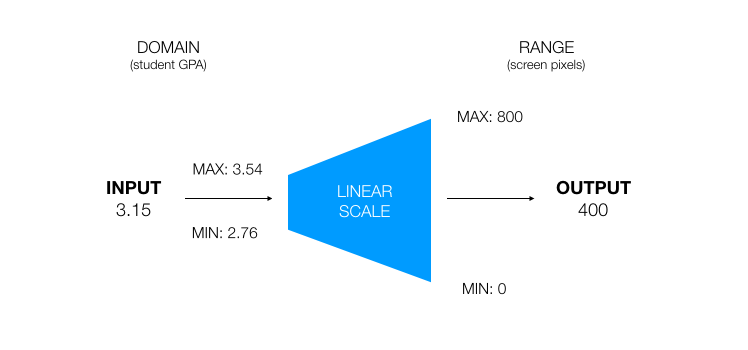 DOMAIN
(student GPA)
RANGE
(screen pixels)
MAX: 800
MAX: 3.54
INPUT
3.15
LINEAR
SCALE
OUTPUT
400
MIN: 2.76
MIN: 0